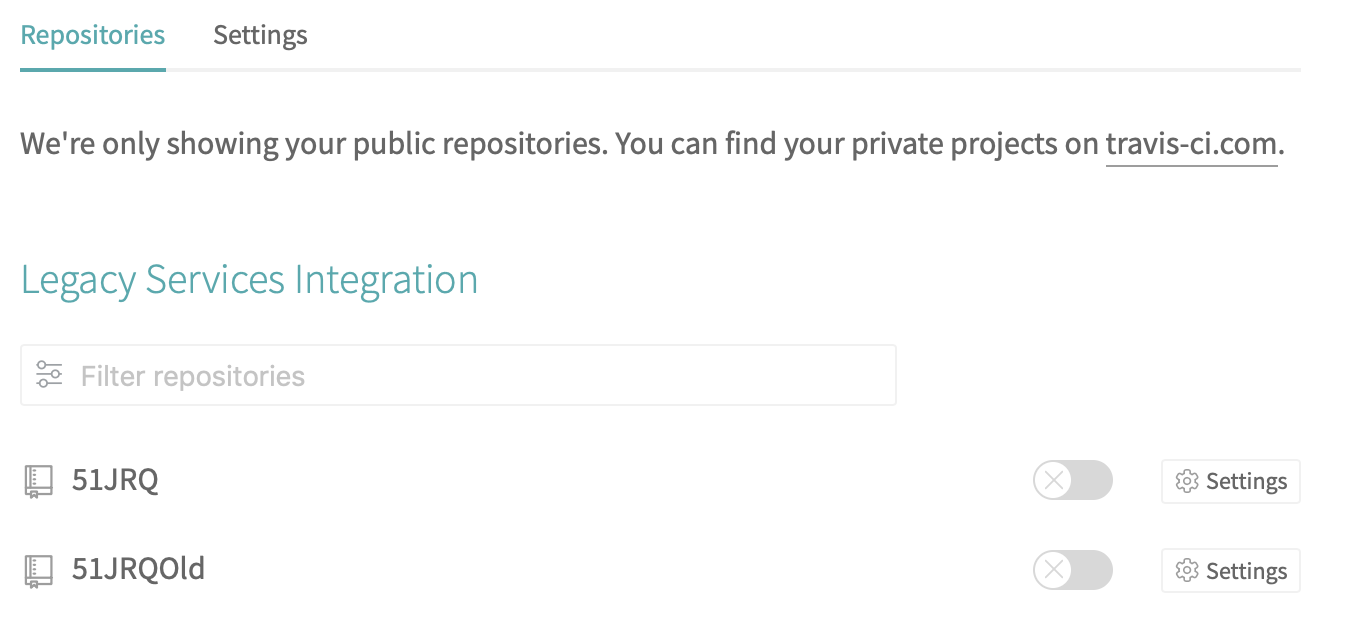 Repositories Settings
We're only showing your public repositories. You can find your private projects on travis-ci.com.
Legacy Services Integration
Filter repositories
51JRQ Settings
51JRQOld Settings